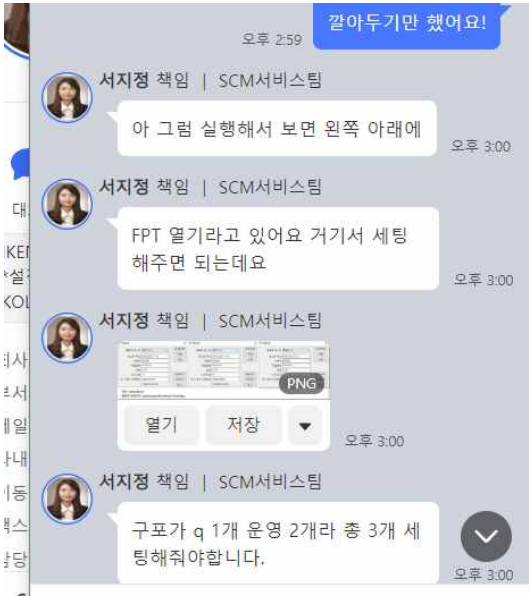 깔아두기만 했어요!
오후 2:59
서지정 책임 | SCM서비스팀
아 그럼 실행해서 보면 왼쪽 아래에
오후 3:00
서지정 책임 | SCM서비스팀
FPT 열기라고 있어요 거기서 세팅
해주면 되는데요
오후 3:00
서지정 책임 | SCM서비스팀
PNG
열기 저장
오후 3:00
서지정 책임 | SCM서비스팀
구포가 q 1개 운영 2개라 총 3개 세
팅해줘야합니다.
오후 3:00